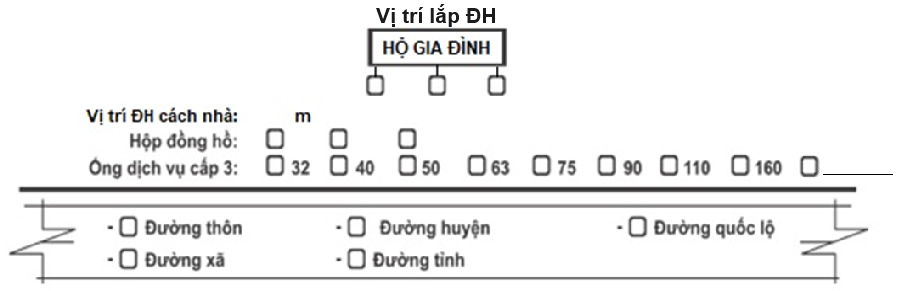 Vị trí lắp ĐH
HỘ GIA ĐÌNH
Vị trí ĐH cách nhà: m
Hộp đồng hồ:
Ống dịch vụ cấp 3: 32 40 50 63 75 90 110 160
- Đường thôn - Đường huyện - Đường quốc lộ
- Đường xã - Đường tỉnh